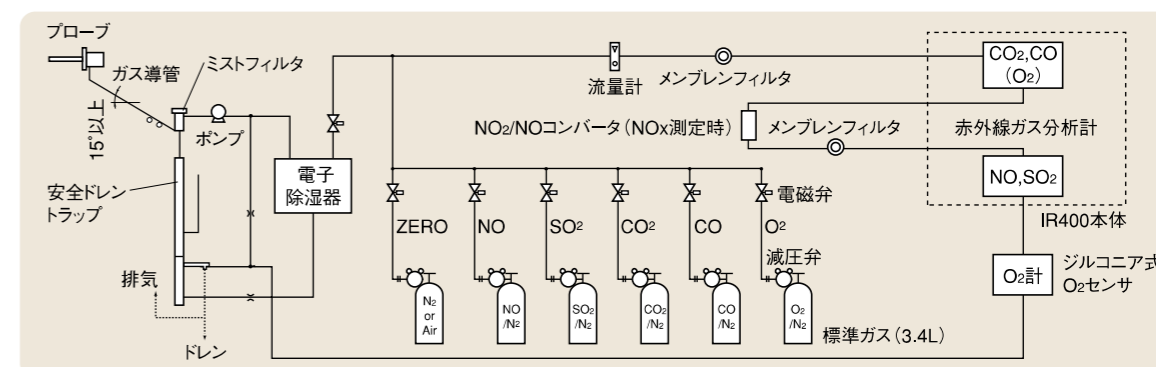 プローブ
ガス導管
ミストフィルタ
15°以上
ポンプ
安全ドレン
トラップ
電子
除湿器
排気
ドレン
流量計
メンブレンフィルタ
CO2,CO
(O2)
NO2/NOコンバータ（NOx測定時）
メンブレンフィルタ
赤外線ガス分析計
NO,SO2
IR400本体
電磁弁
ZERO
NO
SO2
CO2
CO
O2
減圧弁
N2
or
Air
NO
/N2
SO2
/N2
CO2
/N2
CO
/N2
O2
/N2
標準ガス（3.4L）
O2計
ジルコニア式
O2センサ